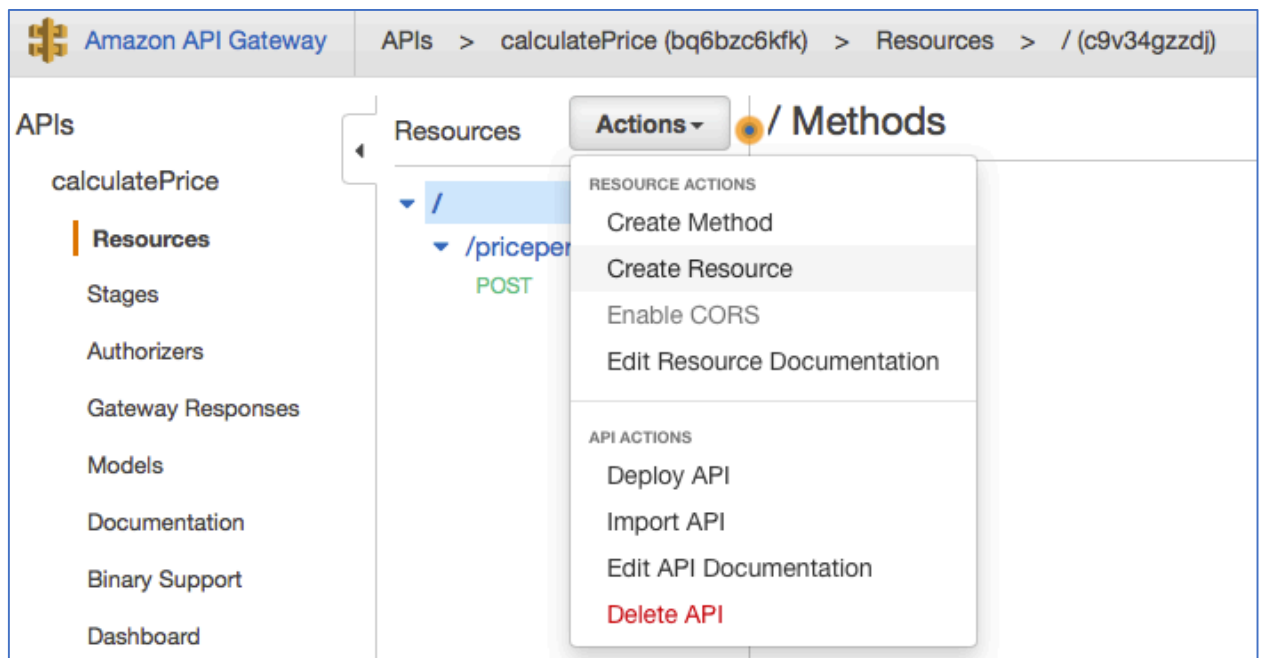 Amazon API Gateway APIs > calculatePrice (bq6bzc6kfk) > Resources > / (c9v34gzzdj)
APIs
calculatePrice
Resources
Stages
Authorizers
Gateway Responses
Models
Documentation
Binary Support
Dashboard
Resources
Actions
/ Methods
/
/priceper
POST
RESOURCE ACTIONS
Create Method
Create Resource
Enable CORS
Edit Resource Documentation
API ACTIONS
Deploy API
Import API
Edit API Documentation
Delete API